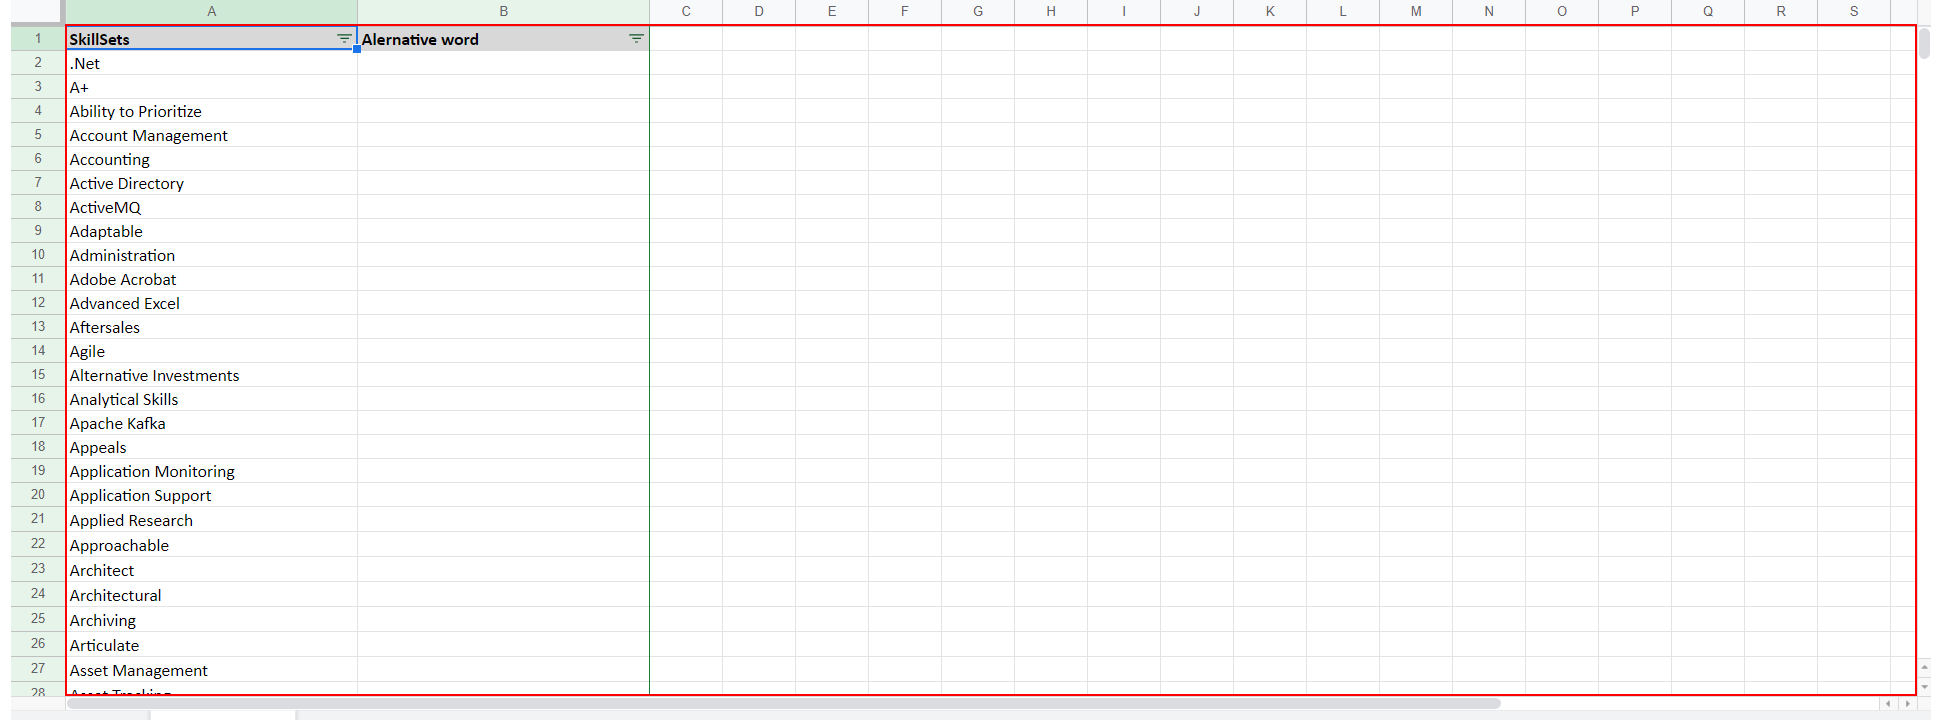 A B C D E F G H I J K L M N O P Q R S
1 SkillSets Alernative word
2 .Net
3 A+
4 Ability to Prioritize
5 Account Management
6 Accounting
7 Active Directory
8 ActiveMQ
9 Adaptable
10 Administration
11 Adobe Acrobat
12 Advanced Excel
13 Aftersales
14 Agile
15 Alternative Investments
16 Analytical Skills
17 Apache Kafka
18 Appeals
19 Application Monitoring
20 Application Support
21 Applied Research
22 Approachable
23 Architect
24 Architectural
25 Archiving
26 Articulate
27 Asset Management
28 Asset Tracking